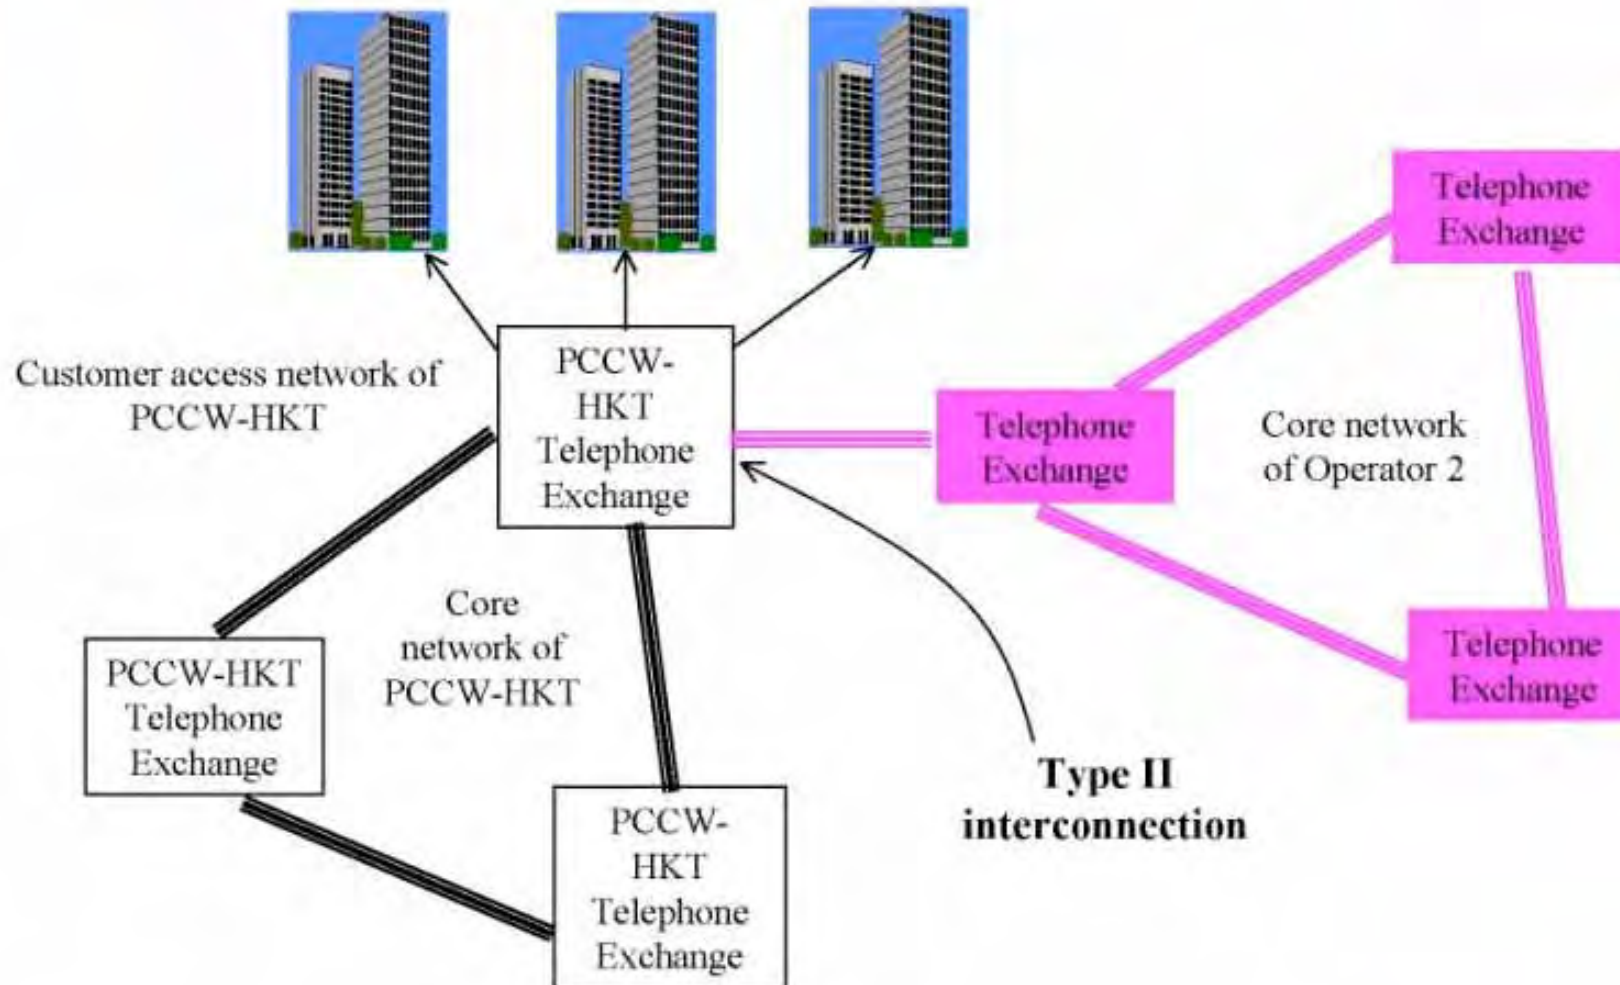 Customer access network of
PCCW-HKT
PCCW-
HKT
Telephone
Exchange
Telephone
Exchange
Telephone
Exchange
Core network
of Operator 2
Telephone
Exchange
Core
network of
PCCW-HKT
PCCW-HKT
Telephone
Exchange
PCCW-
HKT
Telephone
Exchange
Type II
interconnection